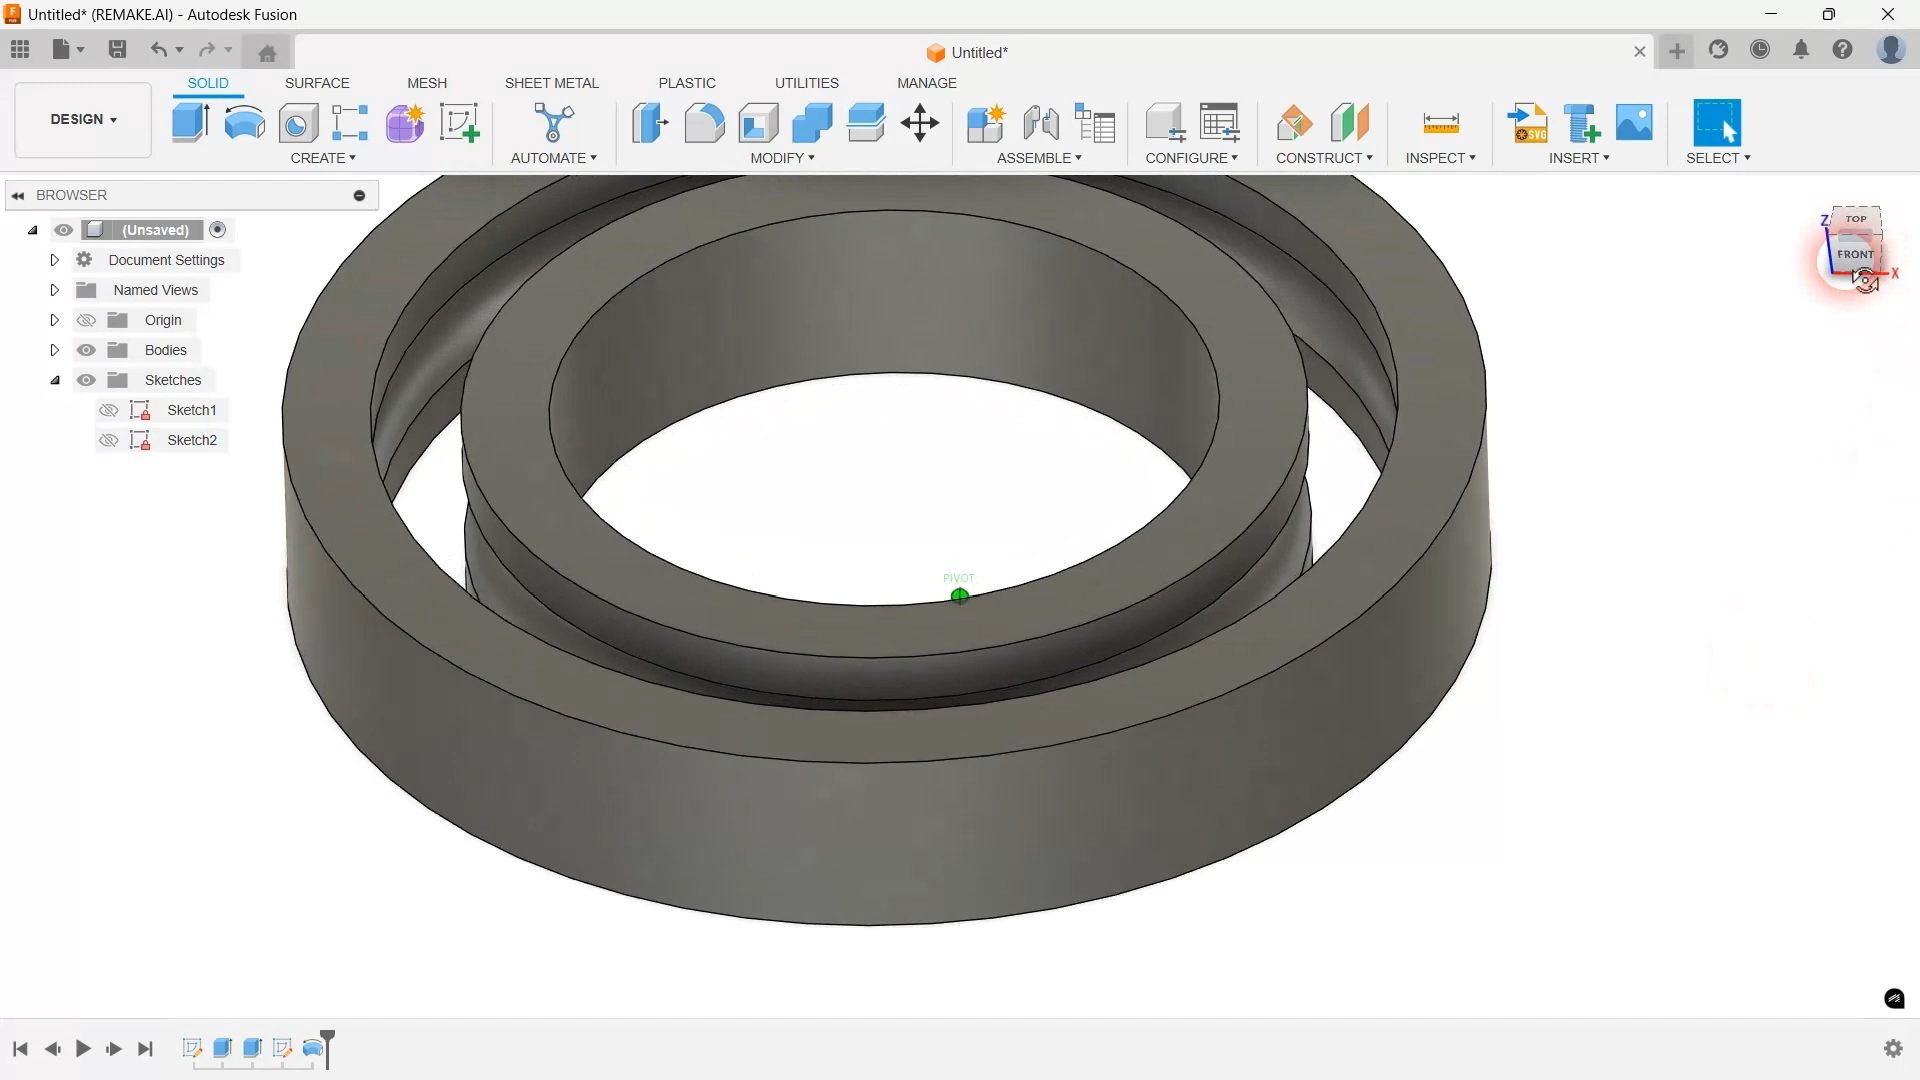 Untitled* (REMAKE.AI) - Autodesk Fusion
Untitled*
SOLID SURFACE MESH SHEET METAL PLASTIC UTILITIES MANAGE
DESIGN
CREATE AUTOMATE MODIFY ASSEMBLE CONFIGURE CONSTRUCT INSPECT INSERT SELECT
SVG
BROWSER
(Unsaved)
Document Settings
Named Views
Origin
Bodies
Sketches
Sketch1
Sketch2
Z
TOP
FRONT
X
PIVOT